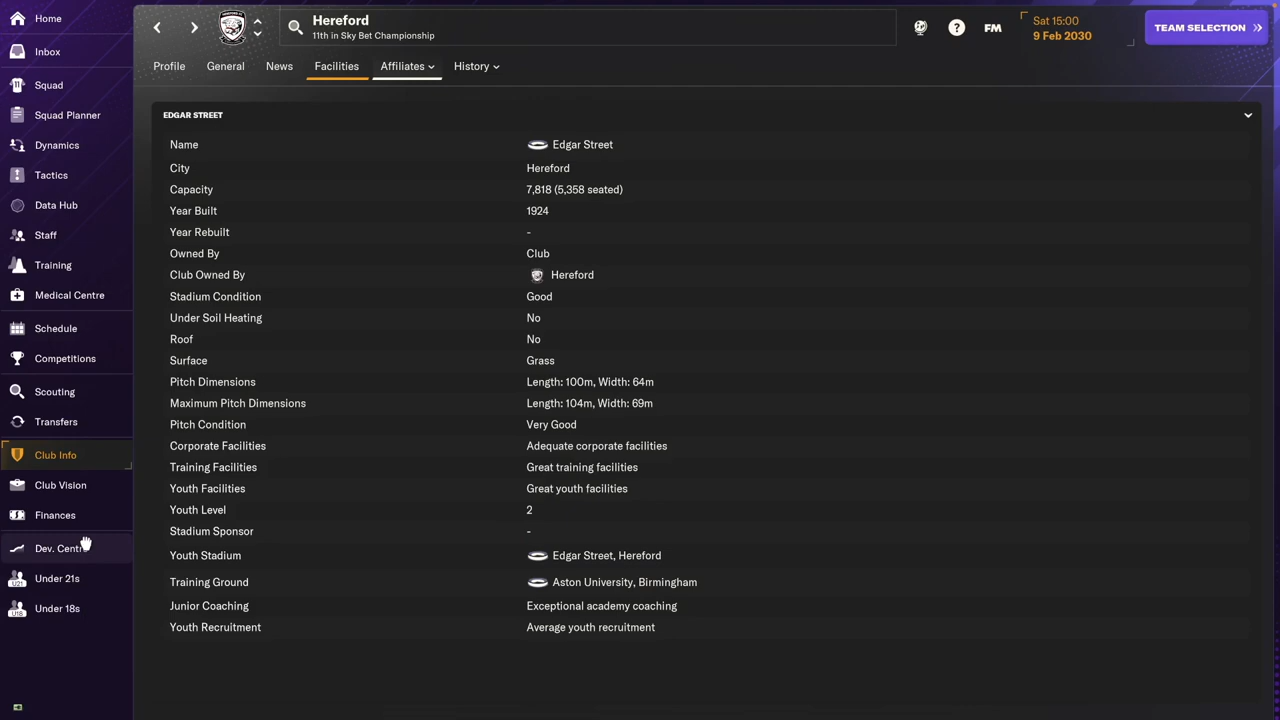 Home
Inbox
Squad
Squad Planner
Dynamics
Tactics
Data Hub
Staff
Training
Medical Centre
Schedule
Competitions
Scouting
Transfers
Club Info
Club Vision
Finances
Dev. Centre
Under 21s
Under 18s
Hereford
11th in Sky Bet Championship
? FM
Sat 15:00
9 Feb 2030
TEAM SELECTION
Profile General News Facilities Affiliates History
EDGAR STREET
Name Edgar Street
City Hereford
Capacity 7,818 (5,358 seated)
Year Built 1924
Year Rebuilt -
Owned By Club
Club Owned By Hereford
Stadium Condition Good
Under Soil Heating No
Roof No
Surface Grass
Pitch Dimensions Length: 100m, Width: 64m
Maximum Pitch Dimensions Length: 104m, Width: 69m
Pitch Condition Very Good
Corporate Facilities Adequate corporate facilities
Training Facilities Great training facilities
Youth Facilities Great youth facilities
Youth Level 2
Stadium Sponsor -
Youth Stadium Edgar Street, Hereford
Training Ground Aston University, Birmingham
Junior Coaching Exceptional academy coaching
Youth Recruitment Average youth recruitment